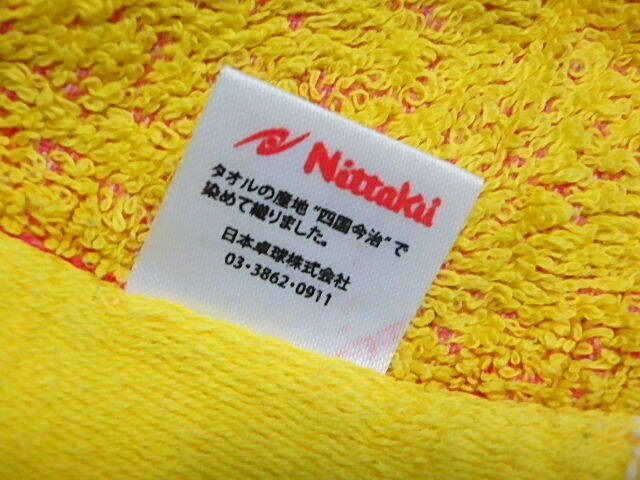 Nittaku
タオルの産地"四国今治"で
染めて織りました。
日本卓球株式会社
03・3862・0911